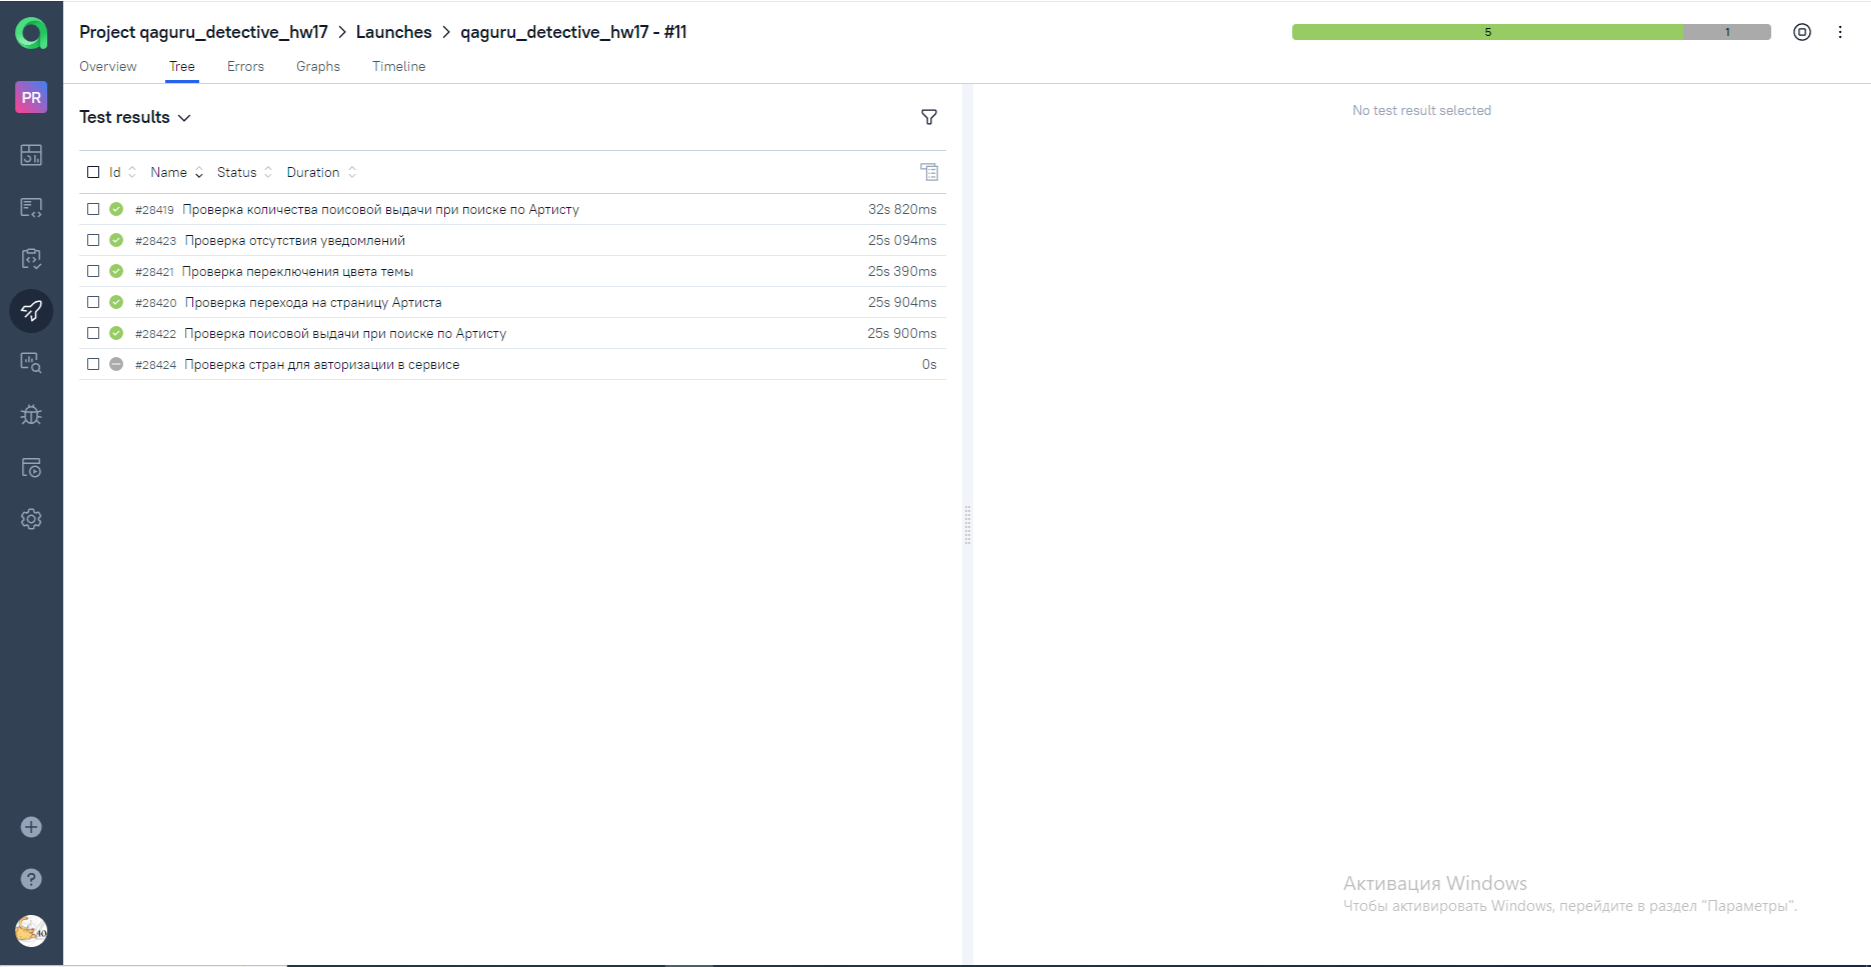 Project qaguru_detective_hw17 > Launches > qaguru_detective_hw17 - #11
5
1
Overview Tree Errors Graphs Timeline
PR
Test results
No test result selected
Id Name Status Duration
#28419 Проверка количества поисовой выдачи при поиске по Артисту 32s 820ms
#28423 Проверка отсутствия уведомлений 25s 094ms
#28421 Проверка переключения цвета темы 25s 390ms
#28420 Проверка перехода на страницу Артиста 25s 904ms
#28422 Проверка поисовой выдачи при поиске по Артисту 25s 900ms
#28424 Проверка стран для авторизации в сервисе 0s
Активация Windows
Чтобы активировать Windows, перейдите в раздел "Параметры".